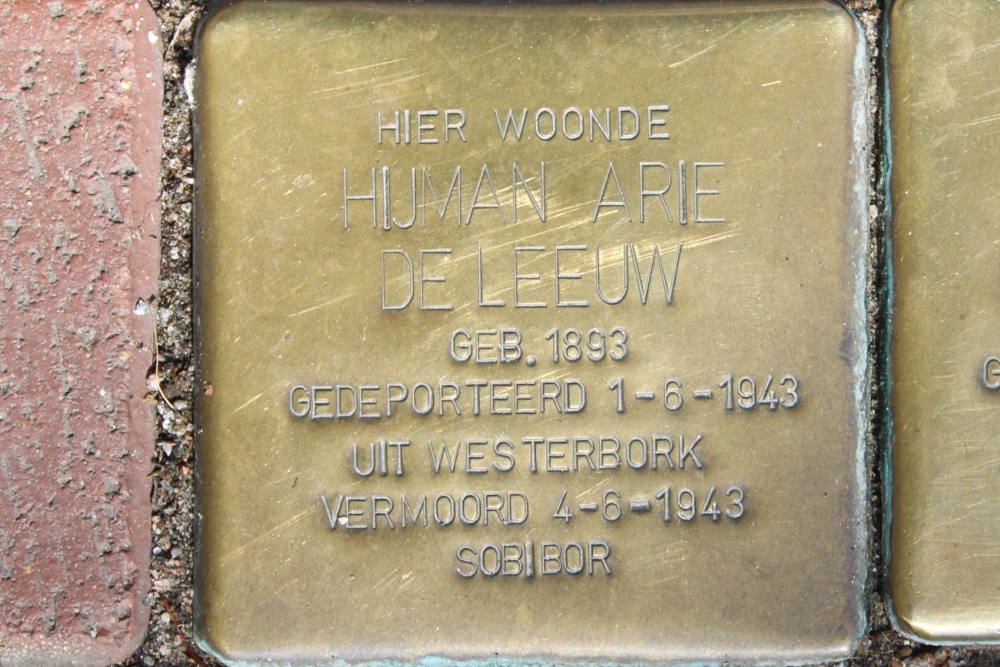 HIER WOONDE
HIJMAN ARIE
DE LEEUW
GEB. 1893
GEDEPORTEERD 1-6-1943
UIT WESTERBORK
VERMOORD 4-6-1943
SOBIBOR
G